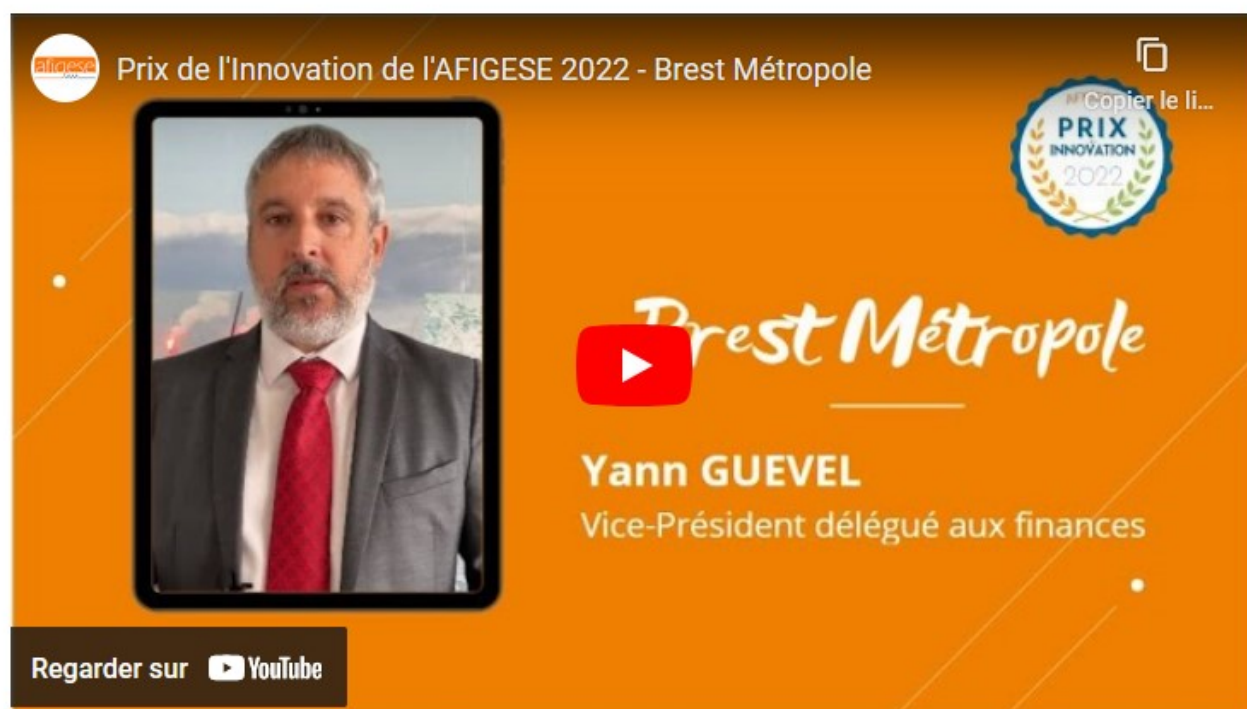 afigese
Prix de l'Innovation de l'AFIGESE 2022 - Brest Métropole
Copier le li...
PRIX
INNOVATION
2022
Brest Métropole
Yann GUEVEL
Vice-Président délégué aux finances
Regarder sur YouTube